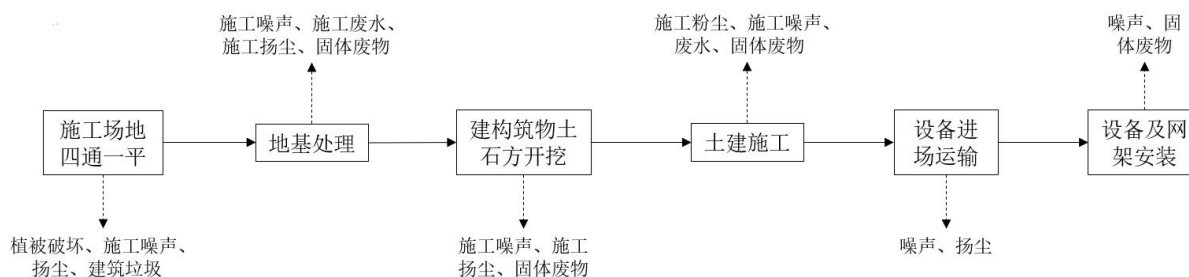 施工噪声、施工废水、
施工扬尘、固体废物
施工粉尘、施工噪声、
废水、固体废物
噪声、固
体废物
施工场地
四通一平
地基处理
建构筑物土
石方开挖
土建施工
设备进
场运输
设备及网
架安装
植被破坏、施工噪声、
扬尘、建筑垃圾
施工噪声、施工
扬尘、固体废物
噪声、扬尘